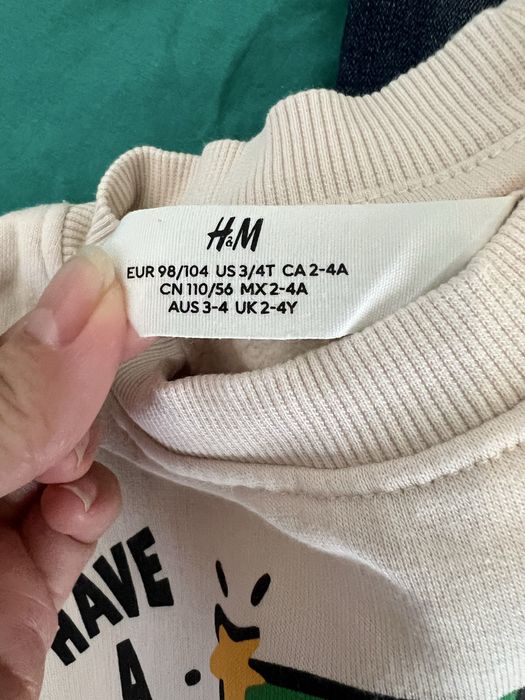 H&M
EUR 98/104 US 3/4T CA 2-4A
CN 110/56 MX 2-4A
AUS 3-4 UK 2-4Y
HAVE
A